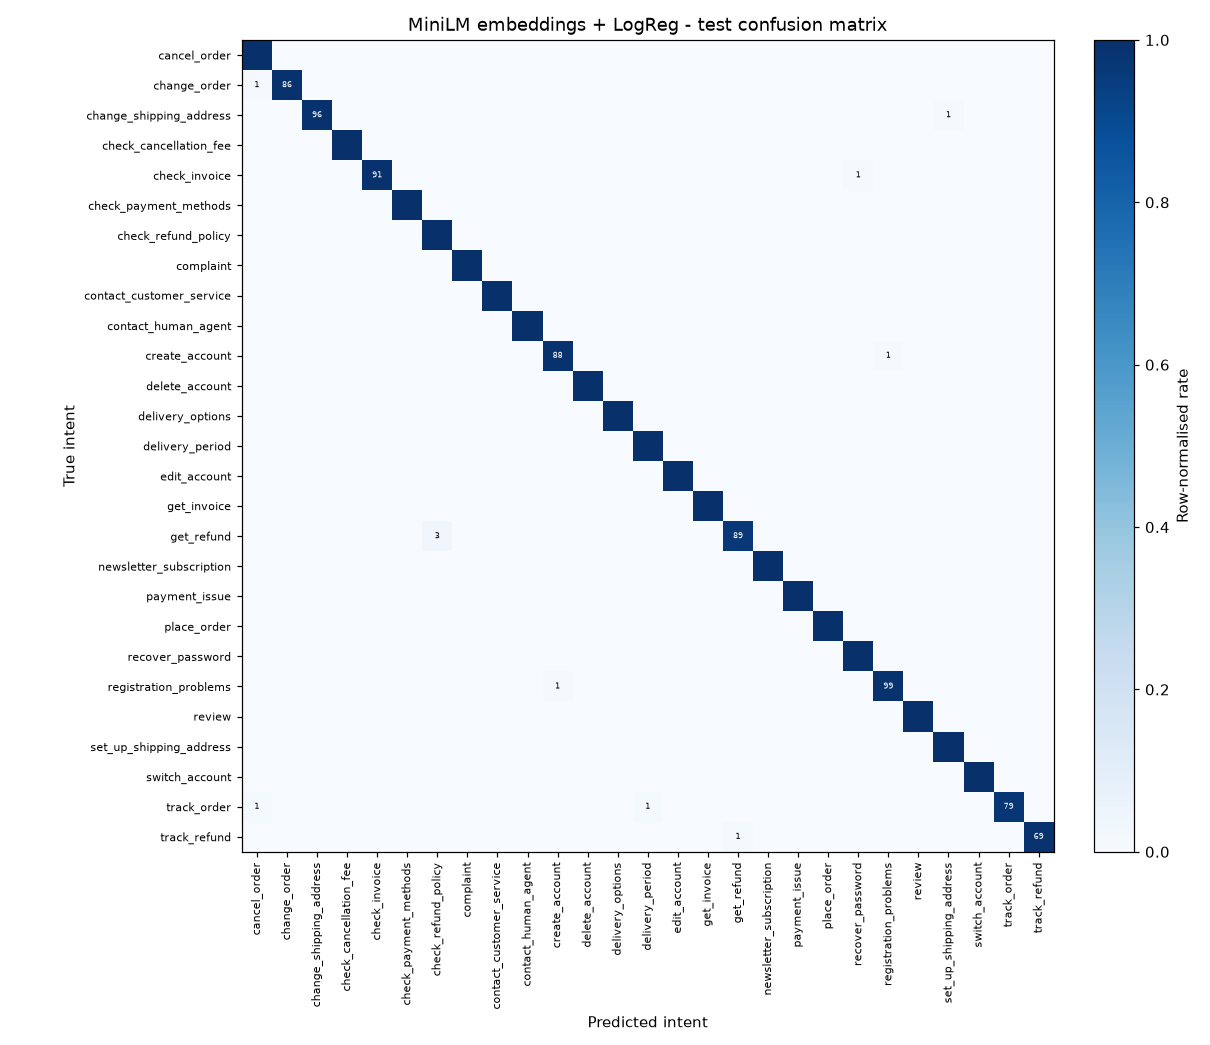 MiniLM embeddings + LogReg - test confusion matrix
True intent
cancel_order
change_order 1 86
change_shipping_address 96 1
check_cancellation_fee
check_invoice 91 1
check_payment_methods
check_refund_policy
complaint
contact_customer_service
contact_human_agent
create_account 88 1
delete_account
delivery_options
delivery_period
edit_account
get_invoice
get_refund 3 89
newsletter_subscription
payment_issue
place_order
recover_password
registration_problems 1 99
review
set_up_shipping_address
switch_account
track_order 1 1 79
track_refund 1 69
cancel_order
change_order
change_shipping_address
check_cancellation_fee
check_invoice
check_payment_methods
check_refund_policy
complaint
contact_customer_service
contact_human_agent
create_account
delete_account
delivery_options
delivery_period
edit_account
get_invoice
get_refund
newsletter_subscription
payment_issue
place_order
recover_password
registration_problems
review
set_up_shipping_address
switch_account
track_order
track_refund
Predicted intent
1.0
0.8
0.6
0.4
0.2
0.0
Row-normalised rate